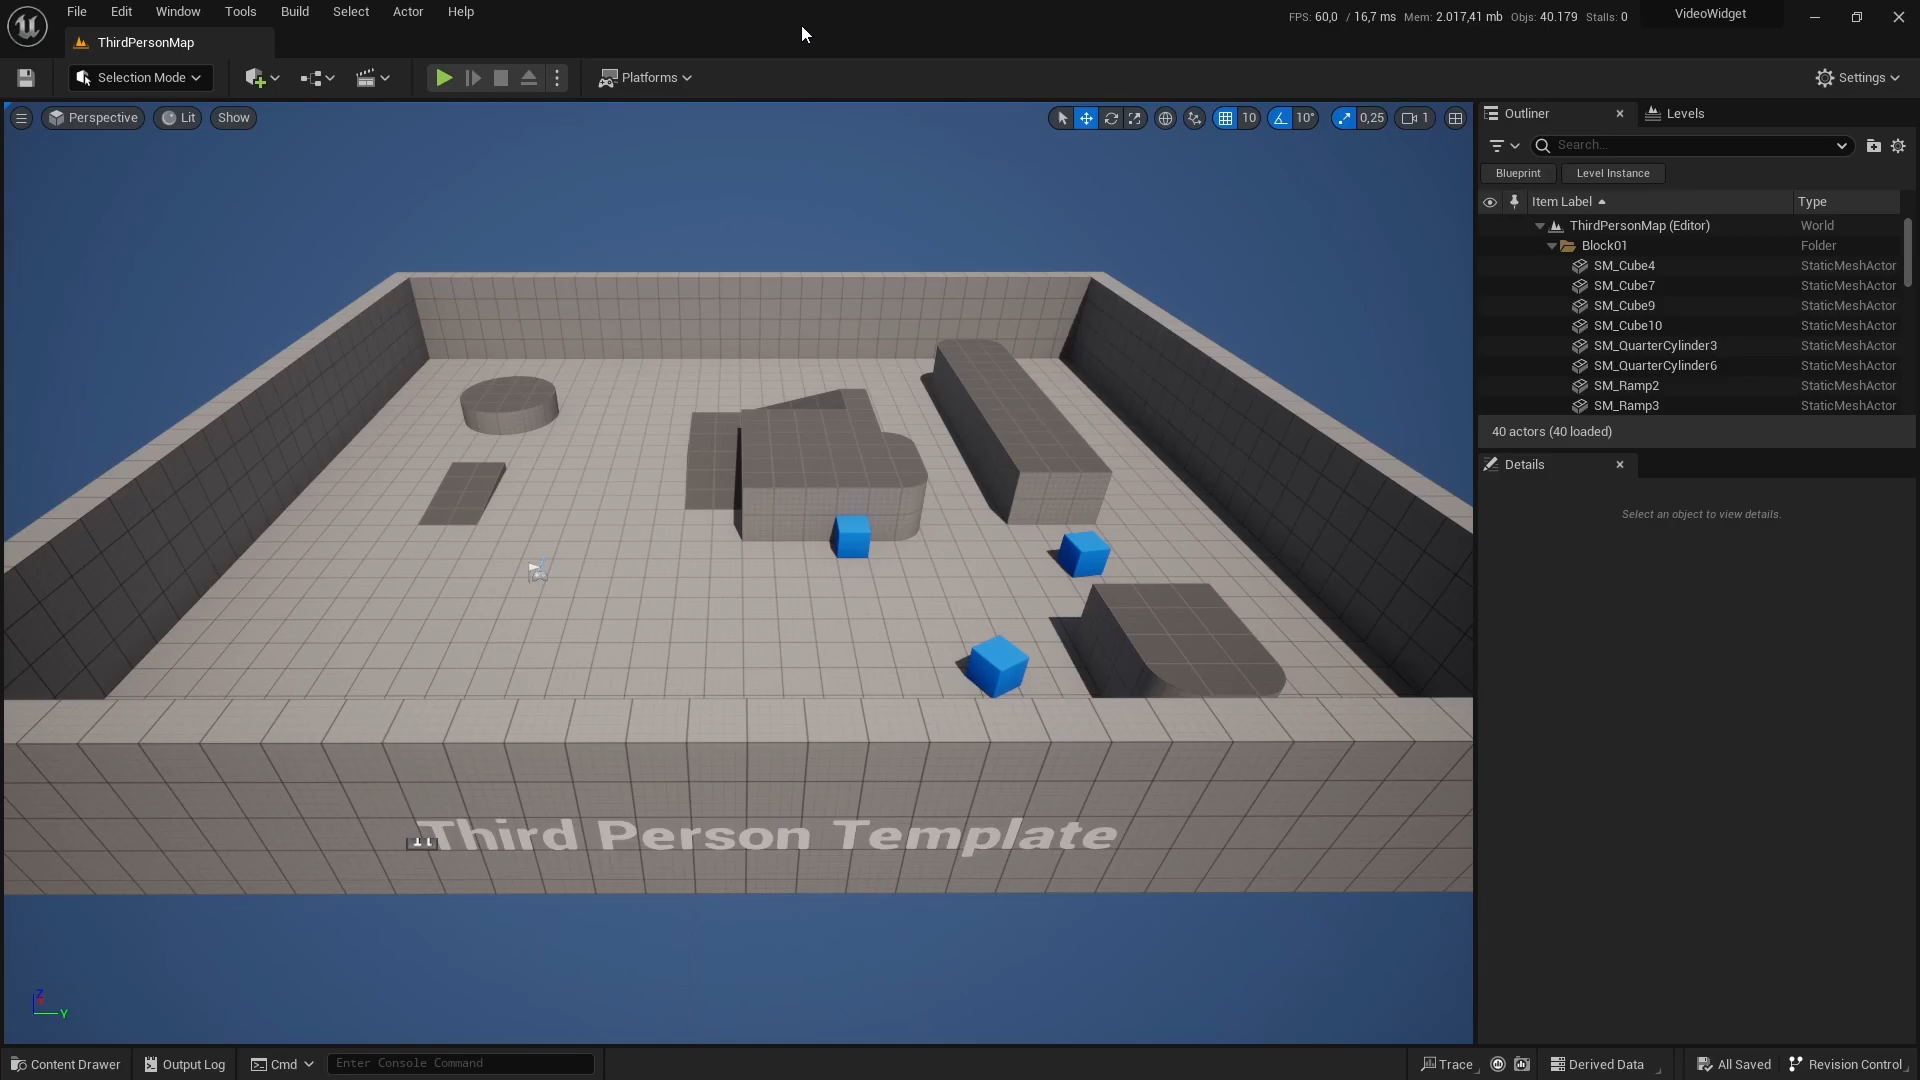 File Edit Window Tools Build Select Actor Help
FPS: 60,0 / 16,7 ms Mem: 2.017,41 mb Objs: 40.179 Stalls: 0
VideoWidget
ThirdPersonMap
Selection Mode
Platforms
Settings
Perspective Lit Show
10 10° 0,25 1
Outliner
Levels
Search...
Blueprint Level Instance
Item Label Type
ThirdPersonMap (Editor) World
Block01 Folder
SM_Cube4 StaticMeshActor
SM_Cube7 StaticMeshActor
SM_Cube9 StaticMeshActor
SM_Cube10 StaticMeshActor
SM_QuarterCylinder3 StaticMeshActor
SM_QuarterCylinder6 StaticMeshActor
SM_Ramp2 StaticMeshActor
SM_Ramp3 StaticMeshActor
40 actors (40 loaded)
Details
Select an object to view details.
Third Person Template
Z
Y
Content Drawer Output Log Cmd Enter Console Command
Trace Derived Data All Saved Revision Control